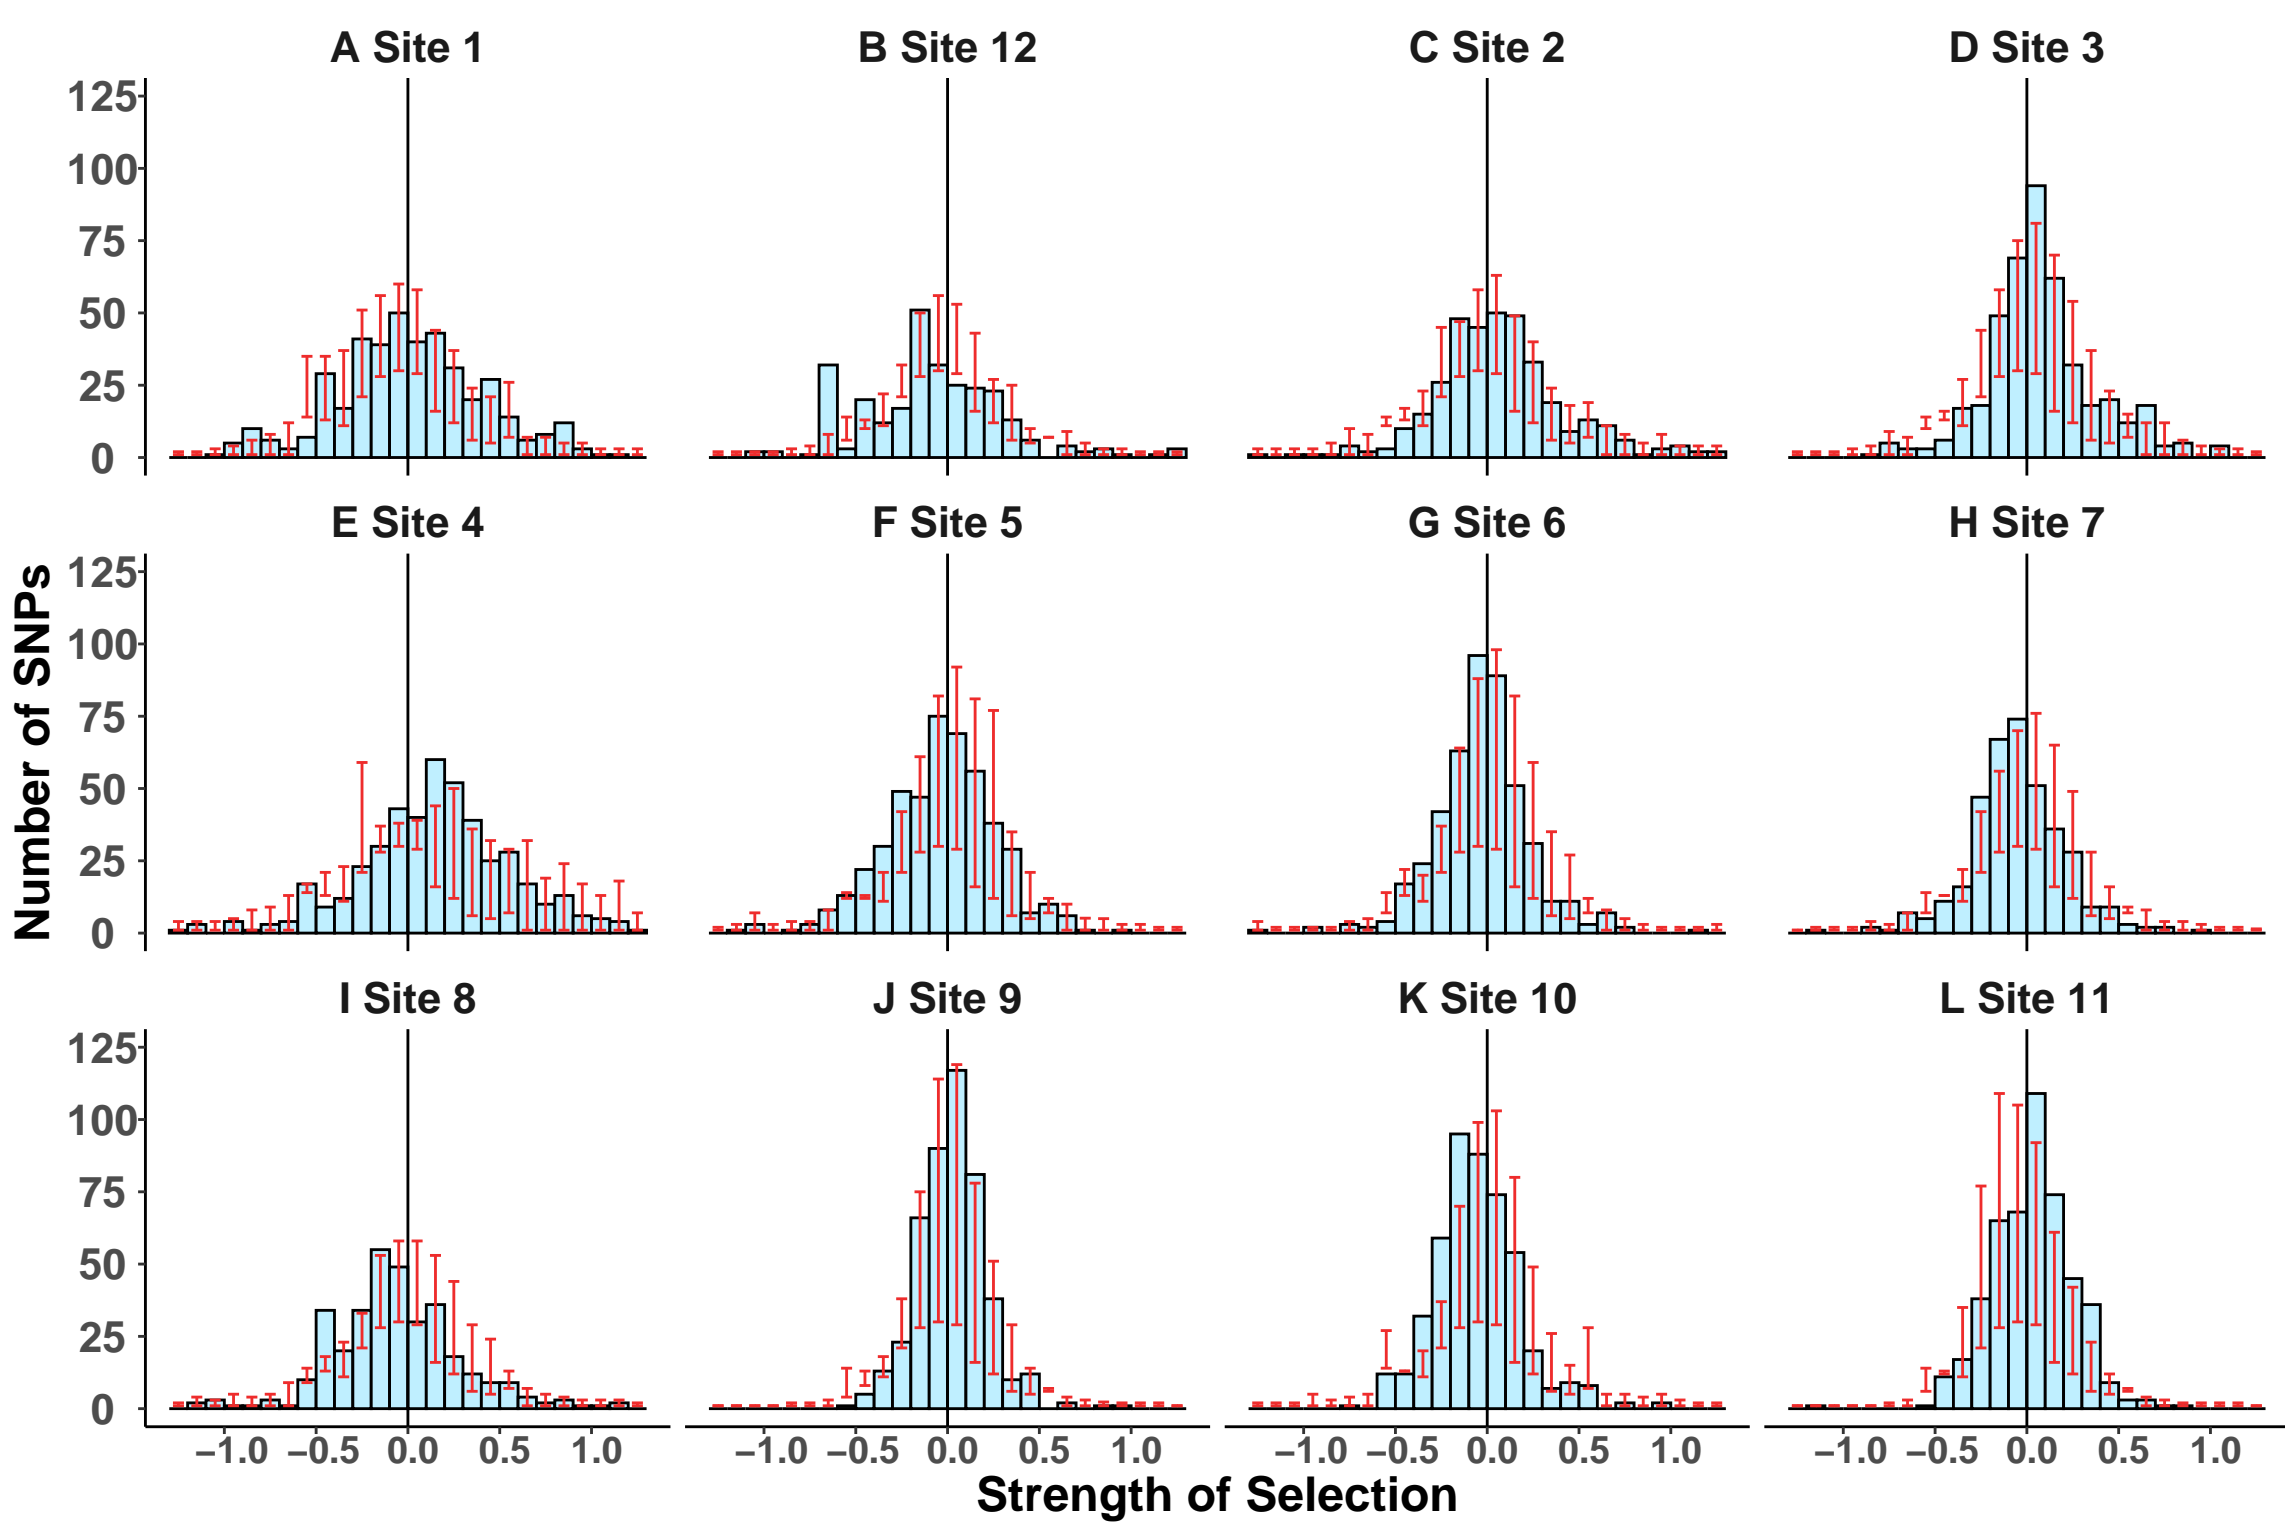 A Site 1
B Site 12
C Site 2
D Site 3
125
100
75
50
25
0
E Site 4
F Site 5
G Site 6
H Site 7
Number of SNPs
125
100
75
50
25
0
I Site 8
J Site 9
K Site 10
L Site 11
125
100
75
50
25
0
−1.0 −0.5 0.0 0.5 1.0
−1.0 −0.5 0.0 0.5 1.0
−1.0 −0.5 0.0 0.5 1.0
−1.0 −0.5 0.0 0.5 1.0
Strength of Selection